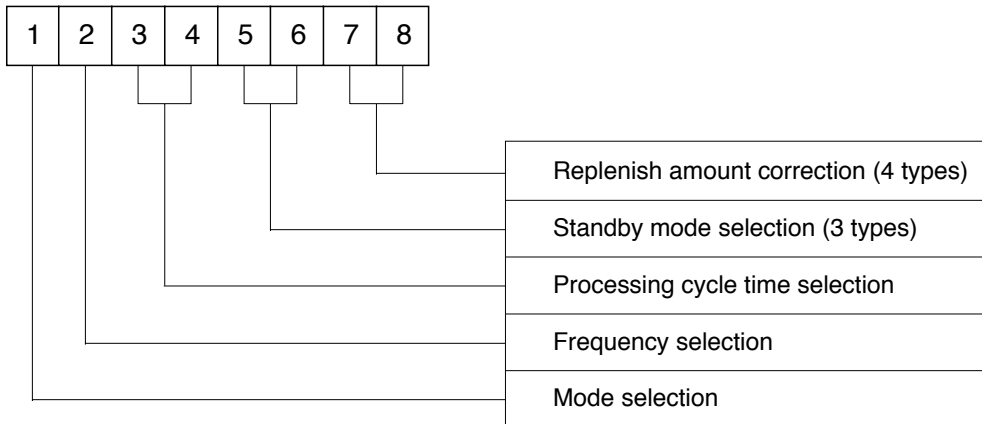 1 2 3 4 5 6 7 8
Replenish amount correction (4 types)
Standby mode selection (3 types)
Processing cycle time selection
Frequency selection
Mode selection